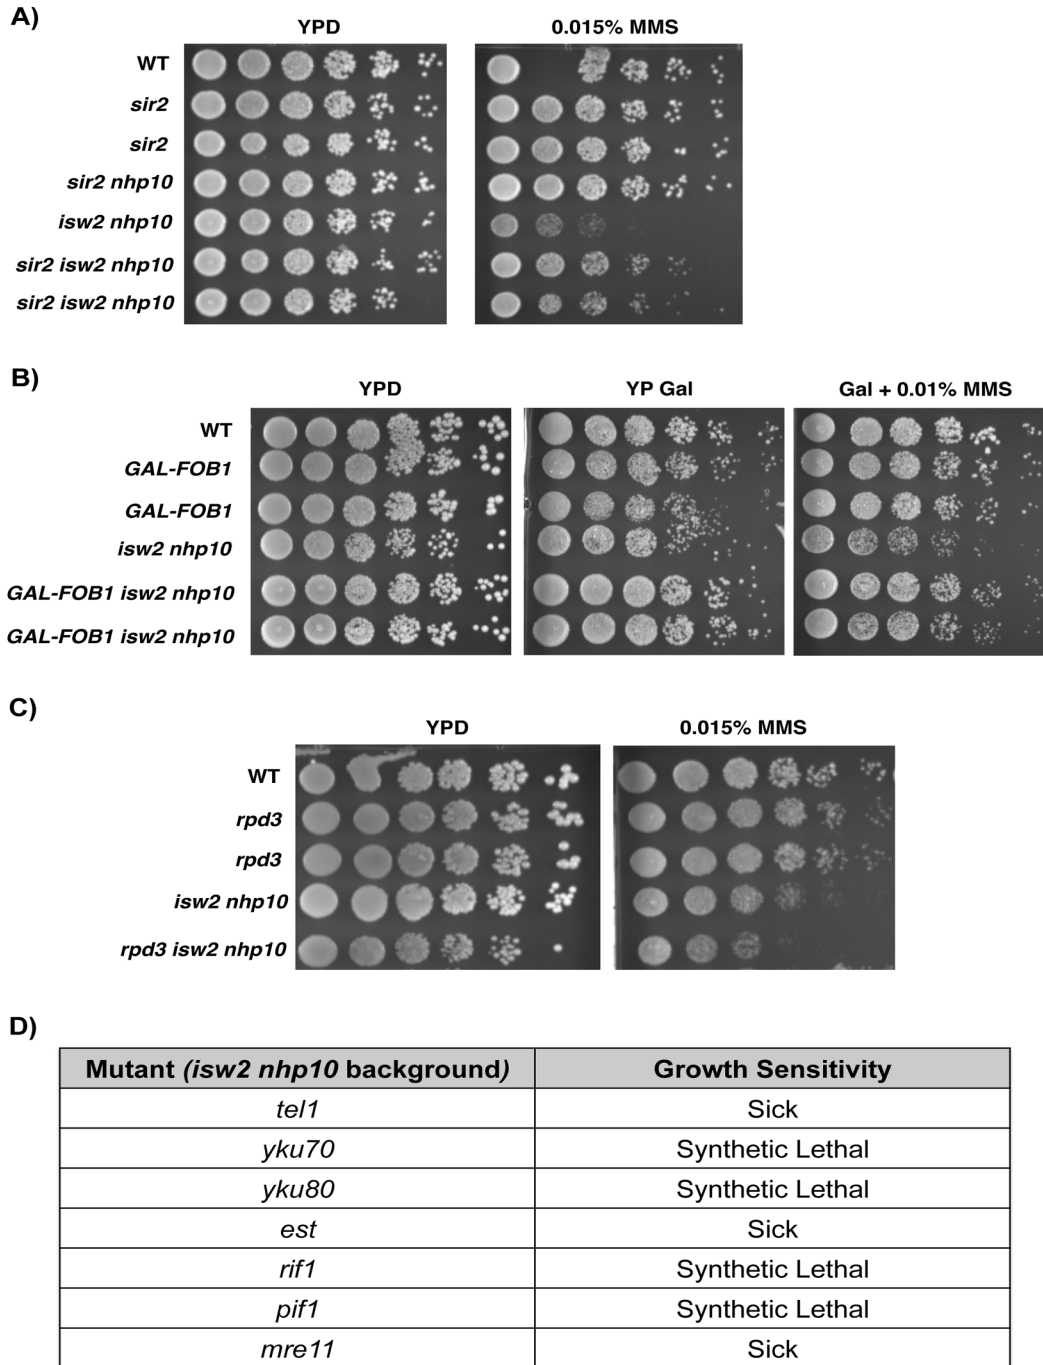 A)
YPD 0.015% MMS
WT
sir2
sir2
sir2 nhp10
isw2 nhp10
sir2 isw2 nhp10
sir2 isw2 nhp10
B)
YPD YP Gal Gal + 0.01% MMS
WT
GAL-FOB1
GAL-FOB1
isw2 nhp10
GAL-FOB1 isw2 nhp10
GAL-FOB1 isw2 nhp10
C)
YPD 0.015% MMS
WT
rpd3
rpd3
isw2 nhp10
rpd3 isw2 nhp10
D)
Mutant (isw2 nhp10 background) Growth Sensitivity
tel1 Sick
yku70 Synthetic Lethal
yku80 Synthetic Lethal
est Sick
rif1 Synthetic Lethal
pif1 Synthetic Lethal
mre11 Sick